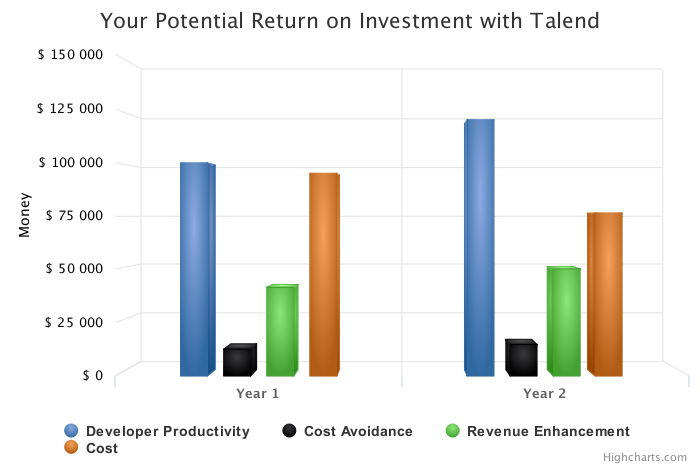 Your Potential Return on Investment with Talend
$ 150 000
$ 125 000
$ 100 000
$ 75 000
$ 50 000
$ 25 000
$ 0
Money
Year 1
Year 2
Developer Productivity
Cost Avoidance
Revenue Enhancement
Cost
Highcharts.com